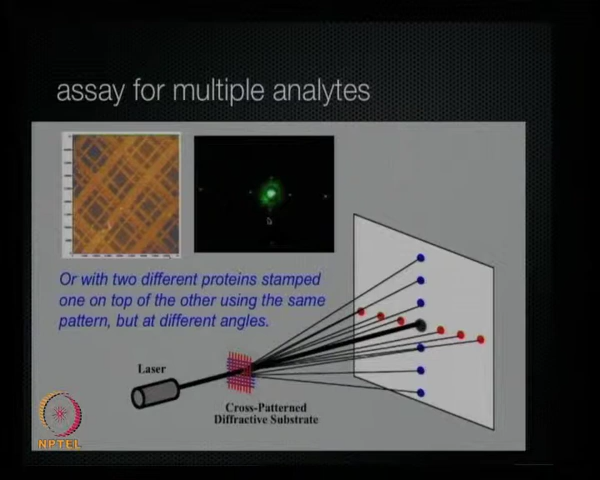 assay for multiple analytes
Or with two different proteins stamped
one on top of the other using the same
pattern, but at different angles.
Laser
Cross-Patterned
Diffractive Substrate
NPTEL